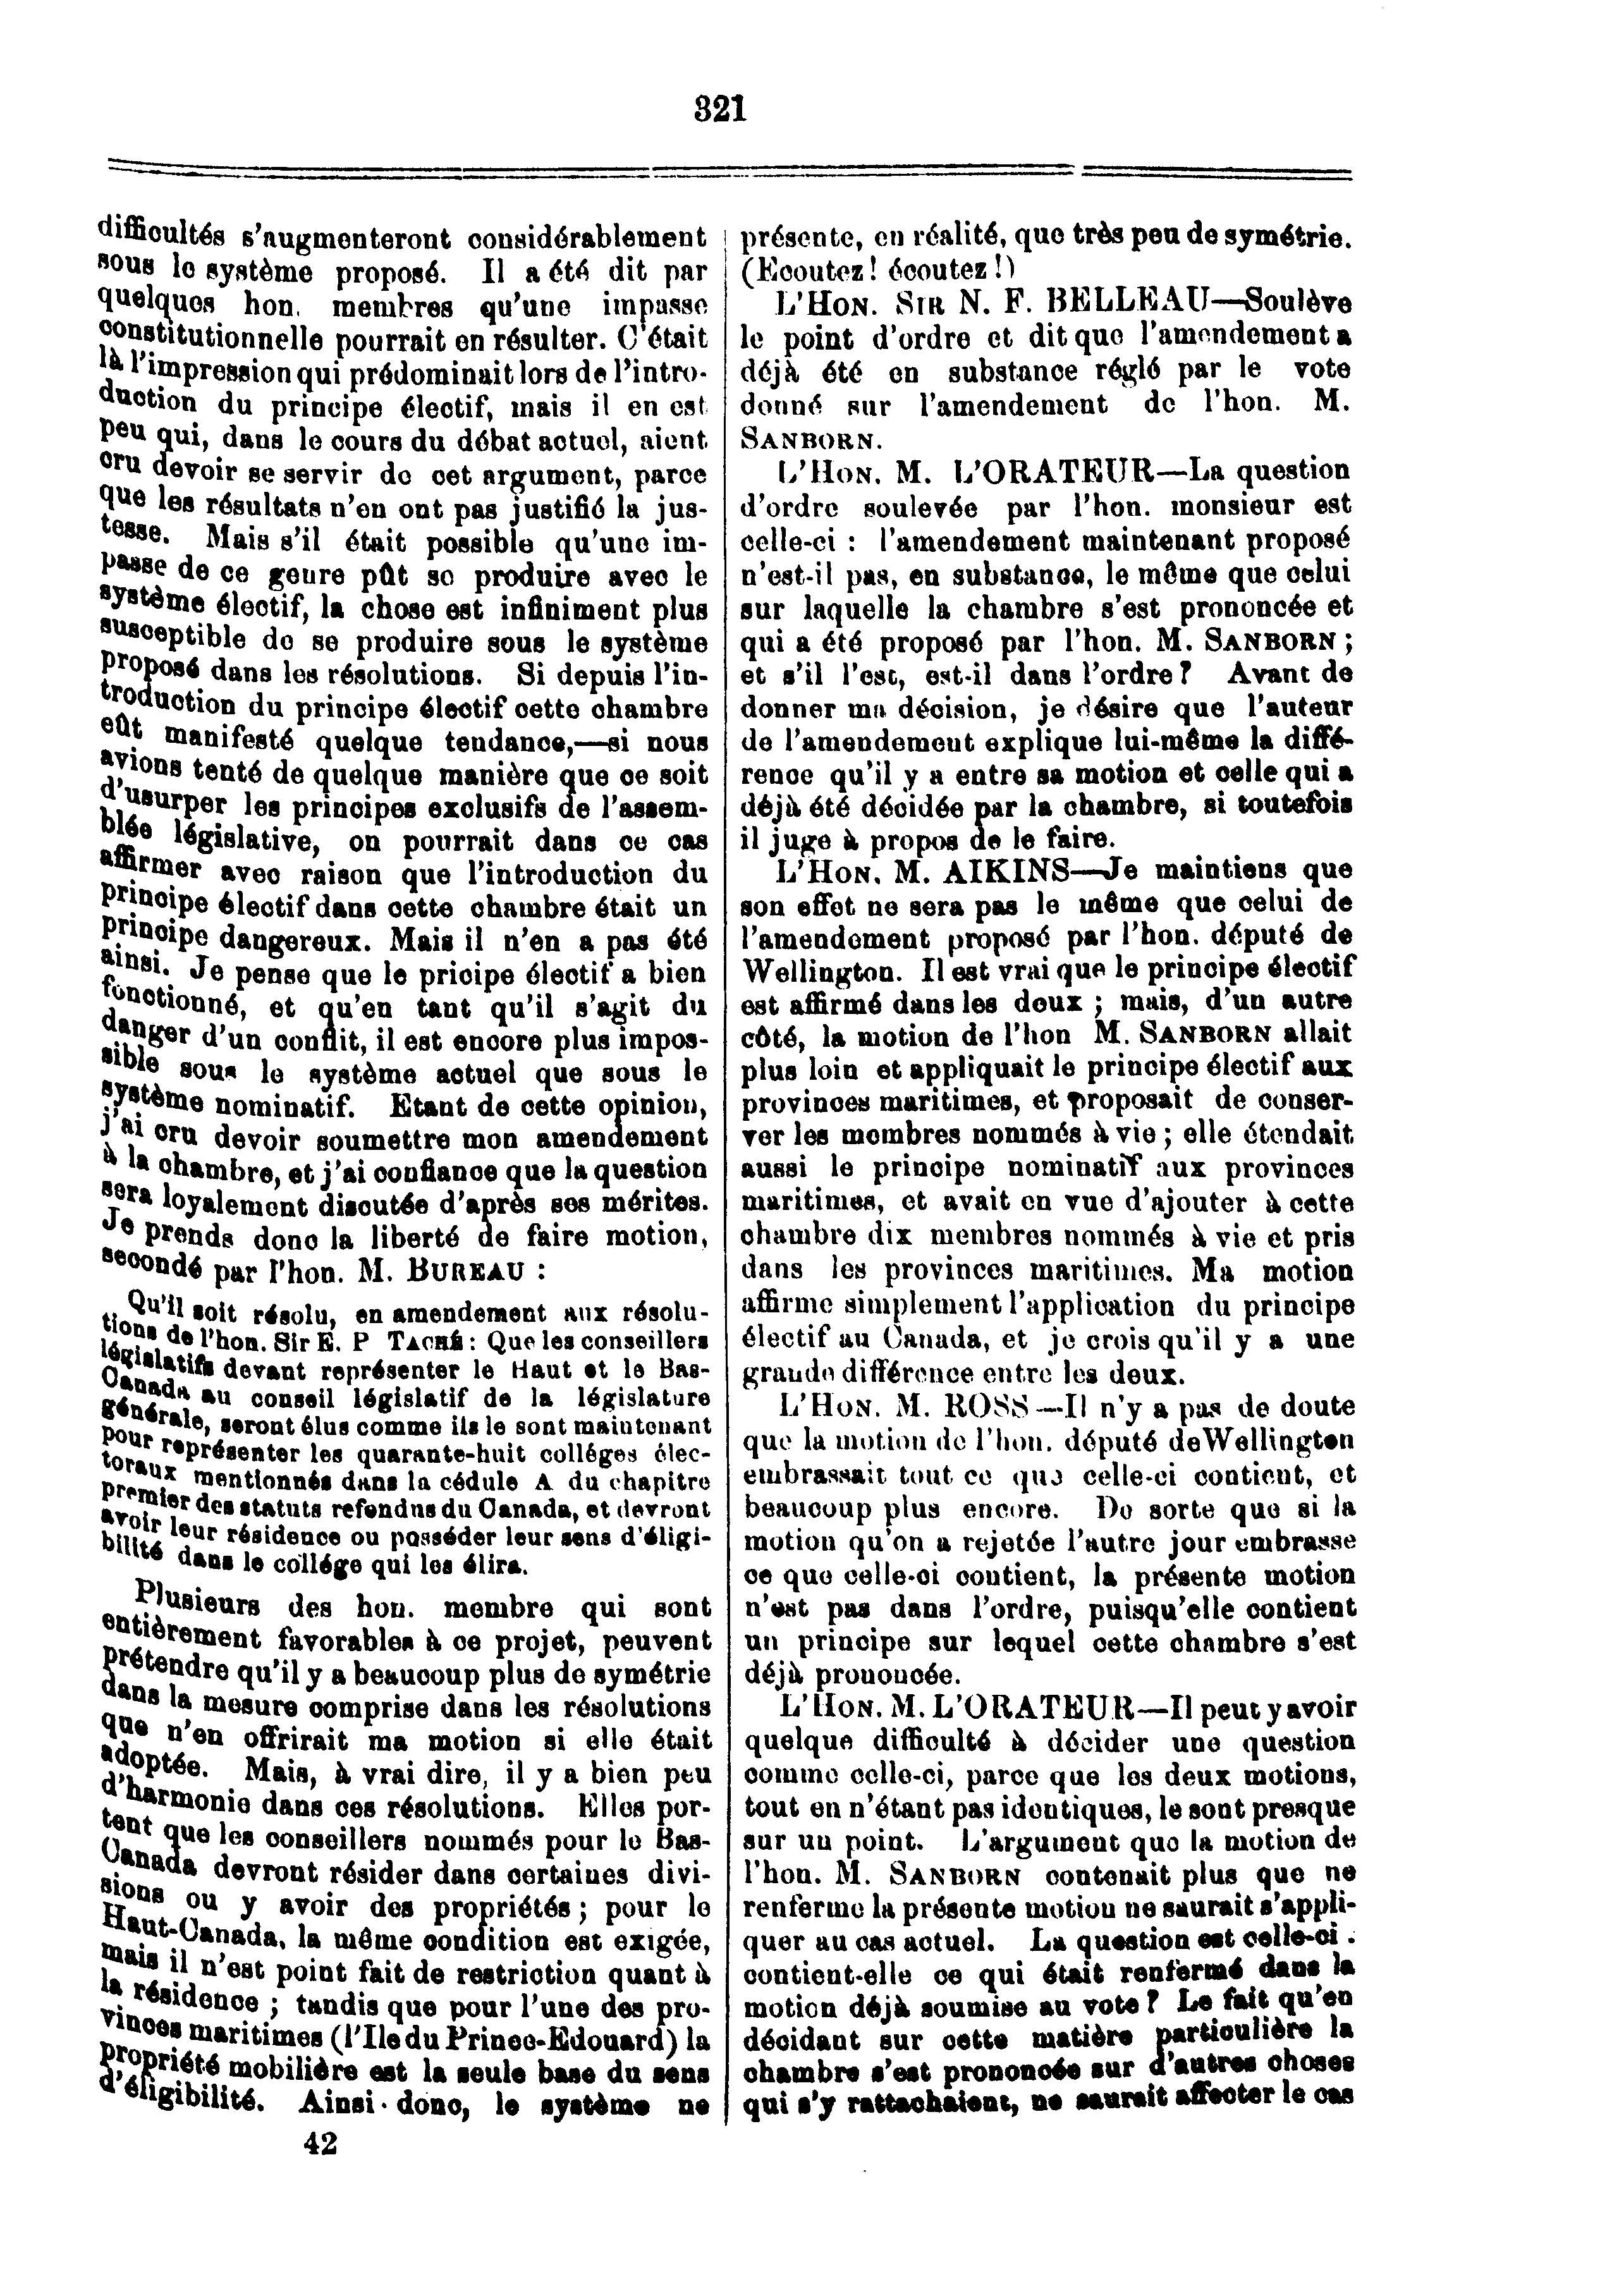 321
difficultés s'augmenteront considérablement
sous le système proposé. Il a été dit par
quelques hon. membres qu'une impasse
constitutionnelle pourrait en résulter. C'était
là l'impression qui prédominait lors de l'intro-
duction du principe électif, mais il en est
peu qui, dans le cours du débat actuel, aient
cru devoir se servir de cet argument, parce
que les résultats n'en ont pas justifié la jus-
tesse. Mais s'il était possible qu'une im-
passe de ce genre pût se produire avec le
système électif, la chose est infiniment plus
susceptible de se produire sous le système
proposé dans les résolutions. Si depuis l'in-
troduction du principe électif cette chambre
eût manifesté quelque tendance,—si nous
avions tenté de quelque manière que ce soit
d'usurper les principes exclusifs de l'assem-
blée législative, on pourrait dans ce cas
affirmer avec raison que l'introduction du
principe électif dans cette chambre était un
principe dangereux. Mais il n'en a pas été
ainsi. Je pense que le pricipe électif a bien
fonctionné, et qu'en tant qu'il s'agit du
danger d'un conflit, il est encore plus impos-
sible sous le système actuel que sous le
système nominatif. Etant de cette opinion,
j'ai cru devoir soumettre mon amendement
à la chambre, et j'ai confiance que la question
sera loyalement discutée d'après ses mérites.
Je prends donc la liberté de faire motion,
secondé par l'hon. M. BUREAU :
Qu'il soit résolu, en amendement aux résolu-
tions de l'hon. Sir E. P TACHÉ : Que les conseillers
législatifs devant représenter le Haut et le Bas-
Canada au conseil législatif de la législature
générale, seront élus comme ils le sont maintenant
pour représenter les quarante-huit colléges élec-
toraux mentionnés dans la cédule A du chapitre
premier des statuts refondus du Canada, et devront
avoir leur résidence ou posséder leur sens d'éligi-
bilité dans le collége qui les élira.
Plusieurs des hon. membre qui sont
entièrement favorables à ce projet, peuvent
prétendre qu'il y a beaucoup plus de symétrie
dans la mesure comprise dans les résolutions
que n'en offrirait ma motion si elle était
adoptée. Mais, à vrai dire, il y a bien peu
d'harmonie dans ces résolutions. Elles por-
tent que les conseillers nommés pour le Bas-
Canada devront résider dans certaines divi-
sions ou y avoir des propriétés ; pour le
Haut-Canada, la même condition est exigée,
mais il n'est point fait de restriction quant à
la résidence ; tandis que pour l'une des pro-
vinces maritimes (l'Ile du Prince-Edouard) la
propriété mobilière est la seule base du sens
d'éligibilité. Ainsi donc, le système ne
42
présente, en réalité, que très peu de symétrie.
(Ecoutez ! écoutez !)
L'HON. SIR N. F. BELLEAU—Soulève
le point d'ordre et dit que l'amendement a
déjà été en substance réglé par le vote
donné sur l'amendement de l'hon. M.
SANBORN.
L'HON. M. L'ORATEUR—La question
d'ordre soulevée par l'hon. monsieur est
celle-ci : l'amendement maintenant proposé
n'est-il pas, en substance, le même que celui
sur laquelle la chambre s'est prononcée et
qui a été proposé par l'hon. M. SANBORN ;
et s'il l'est, est-il dans l'ordre ? Avant de
donner ma décision, je désire que l'auteur
de l'amendement explique lui-même la diffé-
rence qu'il y a entre sa motion et celle qui a
déjà été décidée par la chambre, si toutefois
il juge à propos de le faire.
L'HON. M. AIKINS—Je maintiens que
son effet ne sera pas le même que celui de
l'amendement proposé par l'hon. député de
Wellington. Il est vrai que le principe électif
est affirmé dans les deux ; mais, d'un autre
côté, la motion de l'hon M. SANBORN allait
plus loin et appliquait le principe électif aux
provinces maritimes, et proposait de conser-
ver les membres nommés à vie ; elle étendait
aussi le principe nominatif aux provinces
maritimes, et avait en vue d'ajouter à cette
chambre dix membres nommés à vie et pris
dans les provinces maritimes. Ma motion
affirme simplement l'application du principe
électif au Canada, et je crois qu'il y a une
grande différence entre les deux.
L'HON. M. ROSS—Il n'y a pas de doute
que la motion de l'hon. député de Wellington
embrassait tout ce que celle-ci contient, et
beaucoup plus encore. De sorte que si la
motion qu'on a rejetée l'autre jour embrasse
ce que celle-ci contient, la présente motion
n'est pas dans l'ordre, puisqu'elle contient
un principe sur lequel cette chambre s'est
déjà prononcée.
L'HON. M. L'ORATEUR—Il peut y avoir
quelque difficulté à décider une question
comme celle-ci, parce que les deux motions,
tout en n'étant pas identiques, le sont presque
sur un point. L'argument que la motion de
l'hon. M. SANBORN contenait plus que ne
renferme la présente motion ne saurait s'appli-
quer au cas actuel. La question est celle-ci :
contient-elle ce qui était renfermé dans la
motion déjà soumise au vote ? Le fait qu'en
décidant sur cette matière particulière la
chambre s'est prononcée sur d'autres choses
qui s'y rattachaient, ne saurait affecter le cas